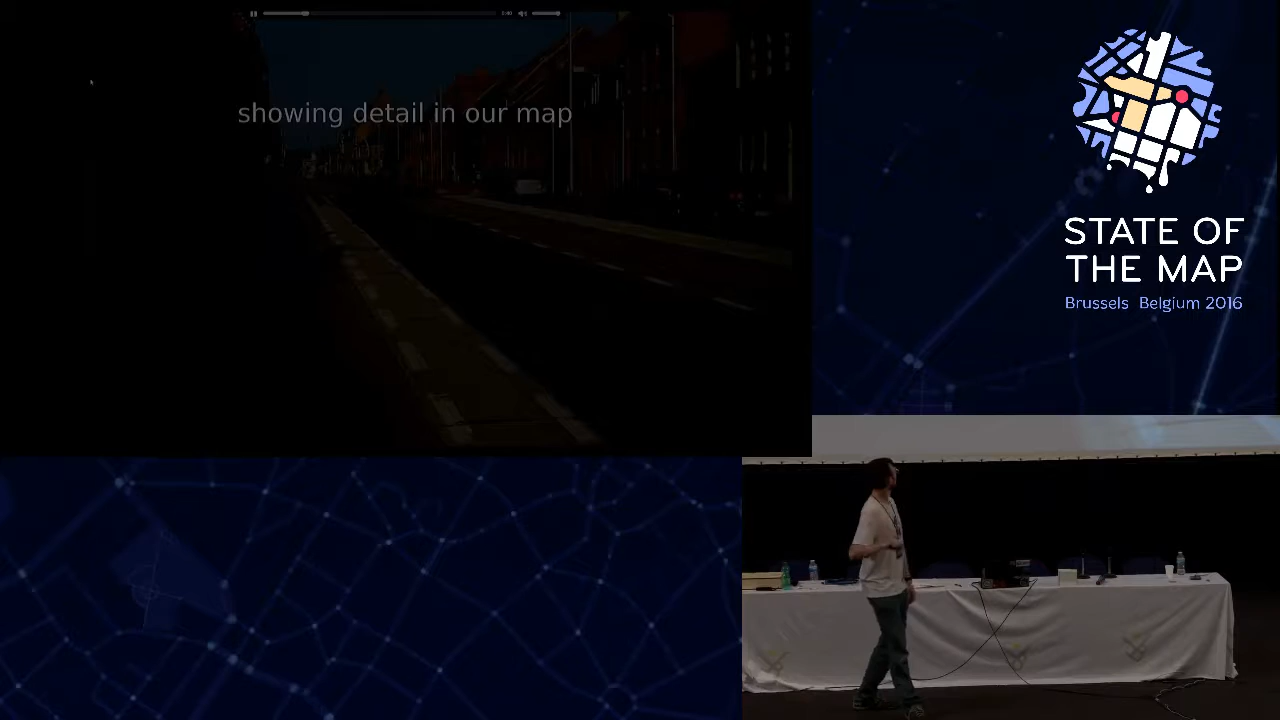 showing detail in our map
STATE OF
THE MAP
Brussels Belgium 2016